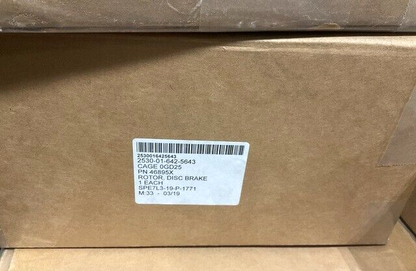 2530016425643
2530-01-642-5643
CAGE 0GD25
PN 46895X
ROTOR, DISC BRAKE
1 EACH
SPE7L3-19-P-1771
M:33 - 03/19